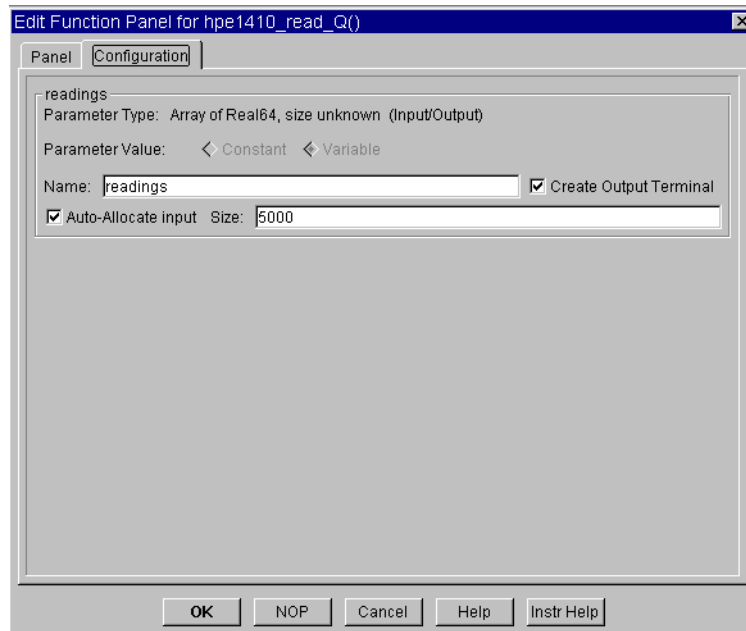 Edit Function Panel for hpe1410_read_Q()
Panel Configuration
readings
Parameter Type: Array of Real64, size unknown (Input/Output)
Parameter Value: Constant Variable
Name: readings Create Output Terminal
Auto-Allocate input Size: 5000
OK NOP Cancel Help Instr Help